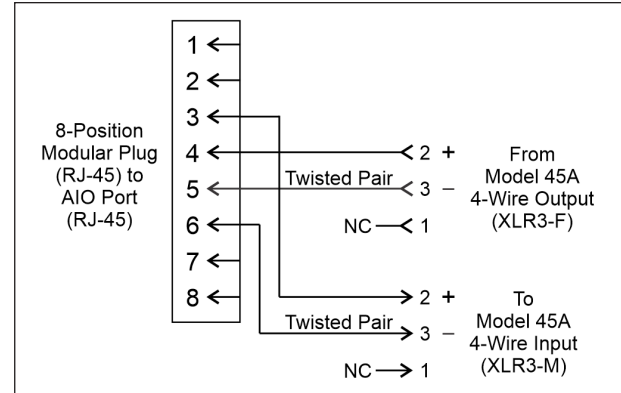 8-Position
Modular Plug
(RJ-45) to
AIO Port
(RJ-45)
1
2
3
4
5
6
7
8
Twisted Pair
2 +
3 –
NC 1
From
Model 45A
4-Wire Output
(XLR3-F)
Twisted Pair
2 +
3 –
NC 1
To
Model 45A
4-Wire Input
(XLR3-M)